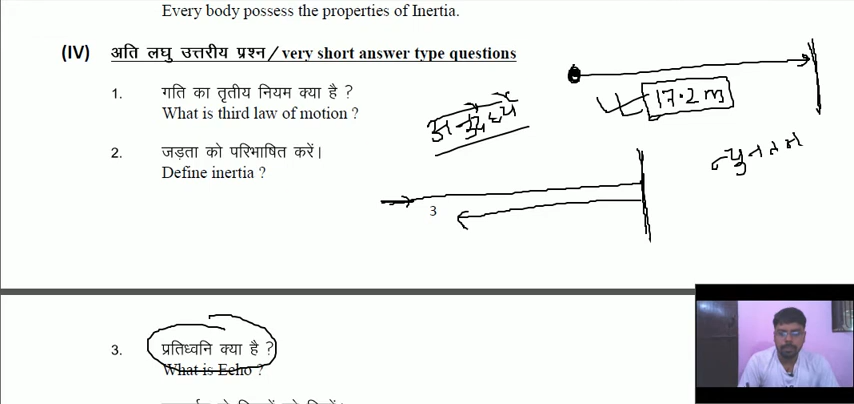 Every body possess the properties of Inertia.
(IV) अति लघु उत्तरीय प्रश्न / very short answer type questions
1. गति का तृतीय नियम क्या है ?
What is third law of motion ?
17.2 m
2. जड़ता को परिभाषित करें।
Define inertia ?
न्युनतम
3
3. प्रतिध्वनि क्या है ?
What is Echo ?